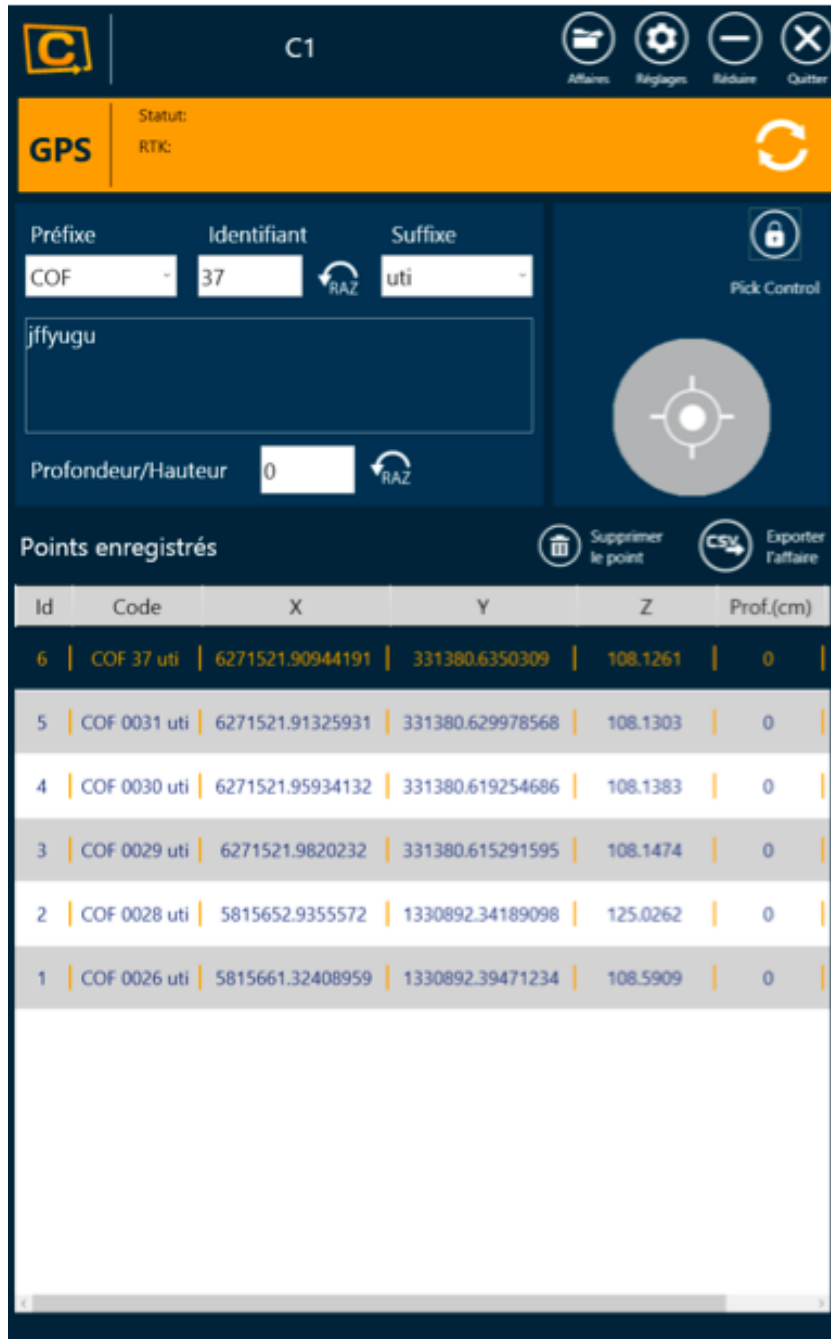 C
C1
Affaires Réglages Réduire Quitter
GPS
Statut:
RTK:
Préfixe Identifiant Suffixe
COF 37 RAZ uti
Pick Control
jffyugu
Profondeur/Hauteur 0 RAZ
Points enregistrés
Supprimer
le point
CSV
Exporter
l'affaire
Id Code X Y Z Prof.(cm)
6 COF 37 uti 6271521.90944191 331380.6350309 108.1261 0
5 COF 0031 uti 6271521.91325931 331380.629978568 108.1303 0
4 COF 0030 uti 6271521.95934132 331380.619254686 108.1383 0
3 COF 0029 uti 6271521.9820232 331380.615291595 108.1474 0
2 COF 0028 uti 5815652.9355572 1330892.34189098 125.0262 0
1 COF 0026 uti 5815661.32408959 1330892.39471234 108.5909 0